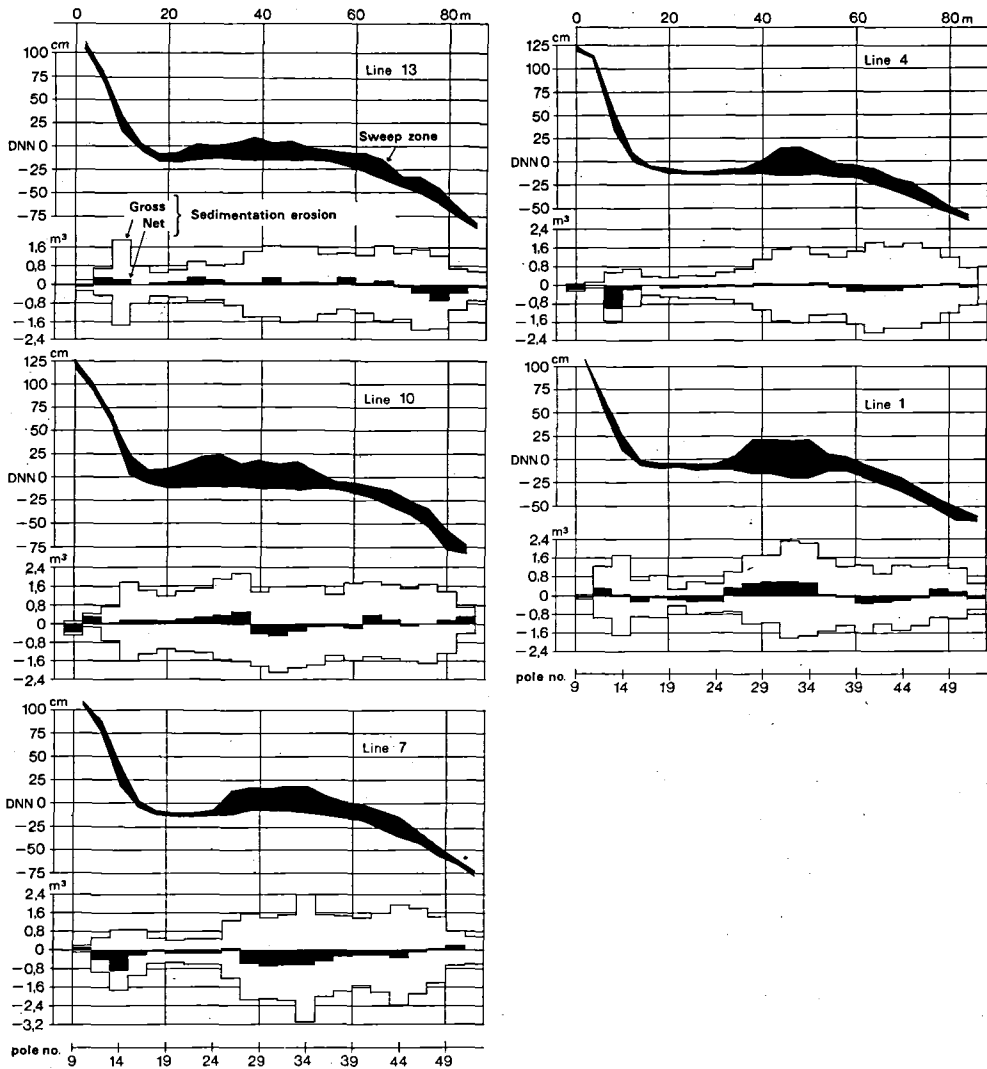 0 20 40 60 80 m
cm
100
75
50
25
DNN 0
−25
−50
−75
Line 13
Sweep zone
Gross
Net
Sedimentation erosion
m³
1.6
0.8
0
−0.8
−1.6
−2.4
cm
125
100
75
50
25
DNN 0
−25
−50
−75
Line 10
m³
2.4
1.6
0.8
0
−0.8
−1.6
−2.4
cm
100
75
50
25
DNN 0
−25
−50
−75
Line 7
m³
2.4
1.6
0.8
0
−0.8
−1.6
−2.4
−3.2
pole no. 9 14 19 24 29 34 39 44 49
0 20 40 60 80 m
cm
125
100
75
50
25
DNN 0
−25
−50
Line 4
m³
2.4
1.6
0.8
0
−0.8
−1.6
−2.4
cm
100
75
50
25
DNN 0
−25
−50
Line 1
m³
2.4
1.6
0.8
0
−0.8
−1.6
−2.4
pole no. 9 14 19 24 29 34 39 44 49